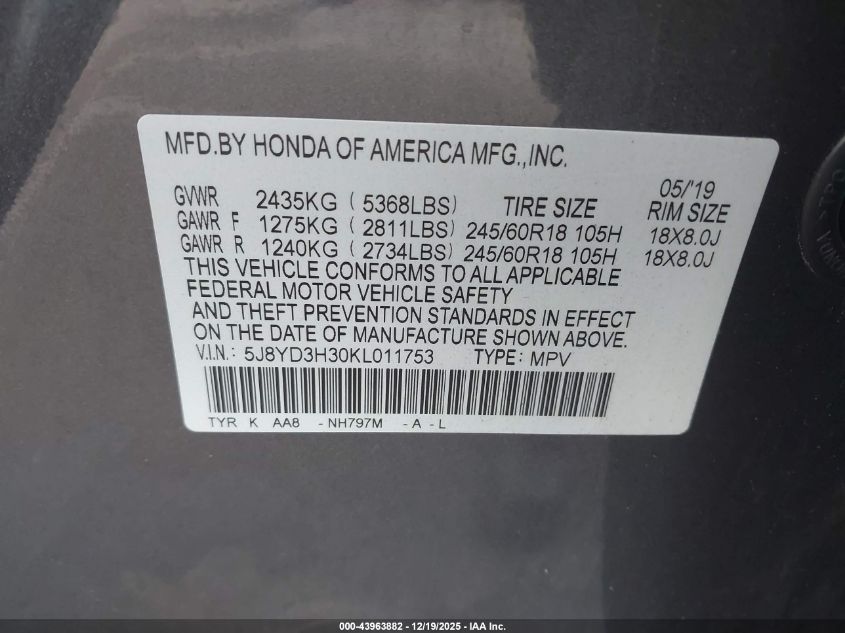 MFD.BY HONDA OF AMERICA MFG.,INC.
05/'19
GVWR 2435KG ( 5368LBS) TIRE SIZE RIM SIZE
GAWR F 1275KG ( 2811LBS) 245/60R18 105H 18X8.0J
GAWR R 1240KG ( 2734LBS) 245/60R18 105H 18X8.0J
THIS VEHICLE CONFORMS TO ALL APPLICABLE
FEDERAL MOTOR VEHICLE SAFETY
AND THEFT PREVENTION STANDARDS IN EFFECT
ON THE DATE OF MANUFACTURE SHOWN ABOVE.
V.I.N.: 5J8YD3H30KL011753 TYPE: MPV
TYR K AA8 - NH797M - A - L
000-43963882 - 12/19/2025 - IAA Inc.